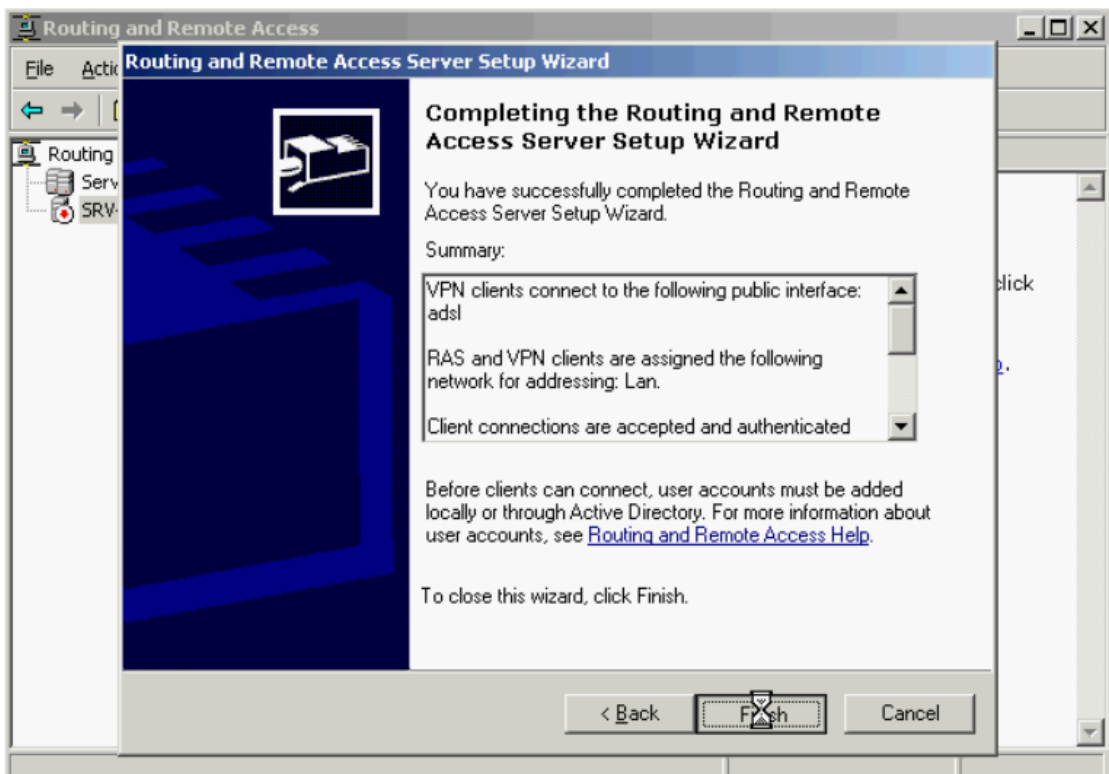 Routing and Remote Access
Routing and Remote Access Server Setup Wizard
File
Completing the Routing and Remote
Access Server Setup Wizard
Routing
You have successfully completed the Routing and Remote
Access Server Setup Wizard.
Summary:
VPN clients connect to the following public interface:
adsl
click
RAS and VPN clients are assigned the following
network for addressing: Lan.
Client connections are accepted and authenticated
Before clients can connect, user accounts must be added
locally or through Active Directory. For more information about
user accounts, see Routing and Remote Access Help.
To close this wizard, click Finish.
< Back
Finish
Cancel